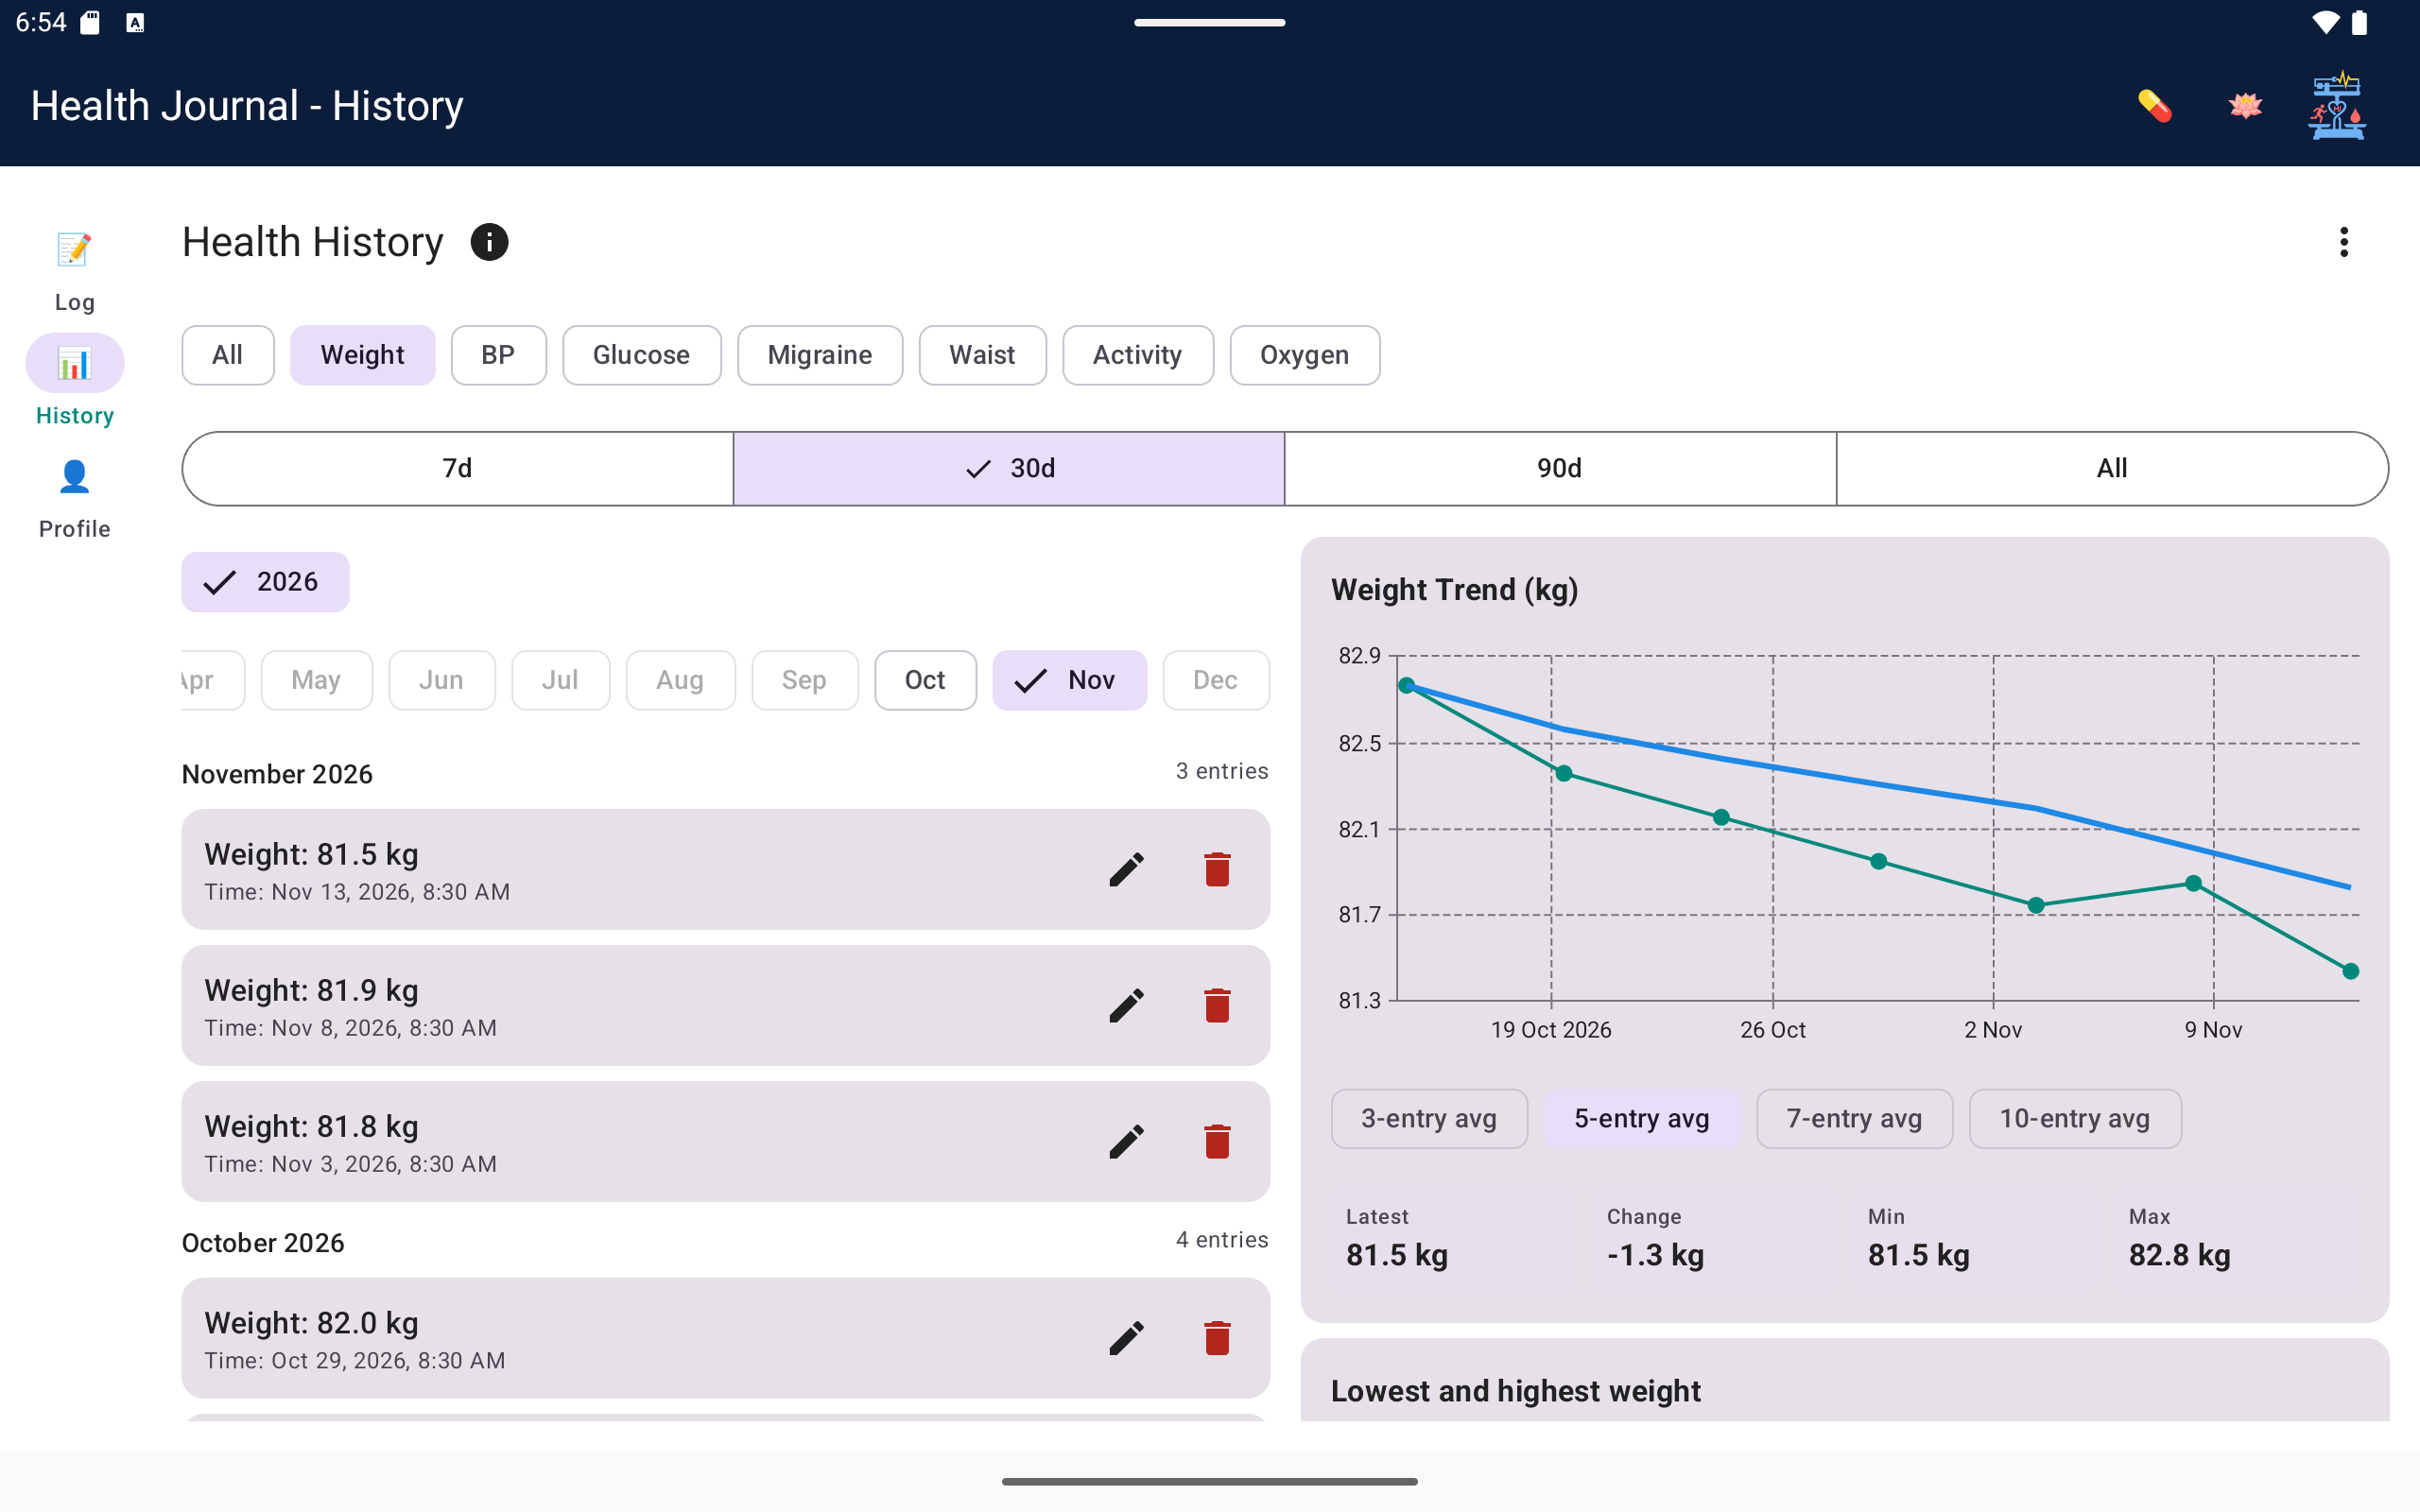 6:54
Health Journal - History
Log
History
Profile
Health History
All
Weight
BP
Glucose
Migraine
Waist
Activity
Oxygen
7d
30d
90d
All
2026
Apr
May
Jun
Jul
Aug
Sep
Oct
Nov
Dec
November 2026
3 entries
Weight: 81.5 kg
Time: Nov 13, 2026, 8:30 AM
Weight: 81.9 kg
Time: Nov 8, 2026, 8:30 AM
Weight: 81.8 kg
Time: Nov 3, 2026, 8:30 AM
October 2026
4 entries
Weight: 82.0 kg
Time: Oct 29, 2026, 8:30 AM
Weight Trend (kg)
82.9
82.5
82.1
81.7
81.3
19 Oct 2026
26 Oct
2 Nov
9 Nov
3-entry avg
5-entry avg
7-entry avg
10-entry avg
Latest
81.5 kg
Change
-1.3 kg
Min
81.5 kg
Max
82.8 kg
Lowest and highest weight